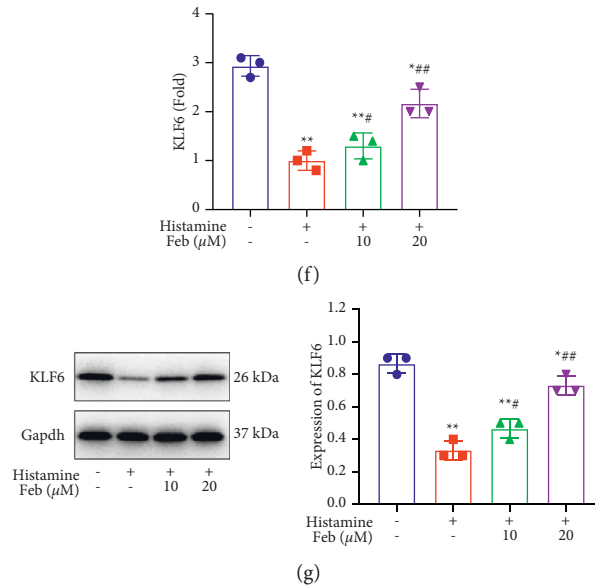 4
3
2
1
0
KLF6 (Fold)
**
**#
*##
Histamine - + + +
Feb (μM) - - 10 20
(f)
KLF6 26 kDa
Gapdh 37 kDa
Histamine - + + +
Feb (μM) - - 10 20
1.2
0.9
0.8
0.6
0.4
0.2
0.0
Expression of KLF6
**
**#
*##
Histamine - + + +
Feb (μM) - - 10 20
(g)